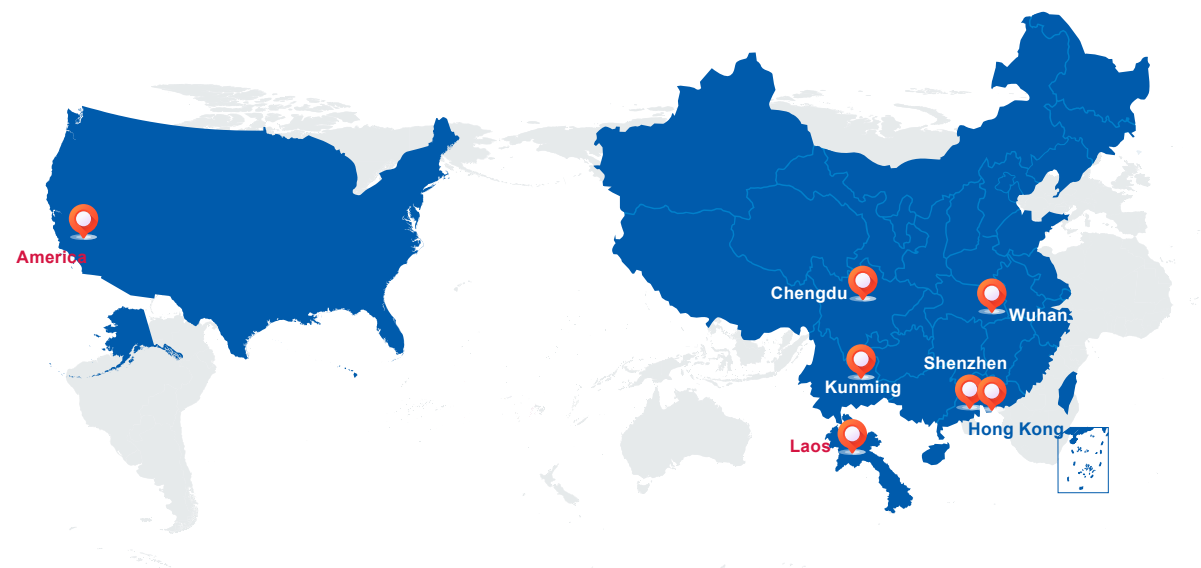 America
Chengdu
Wuhan
Shenzhen
Kunming
Hong Kong
Laos